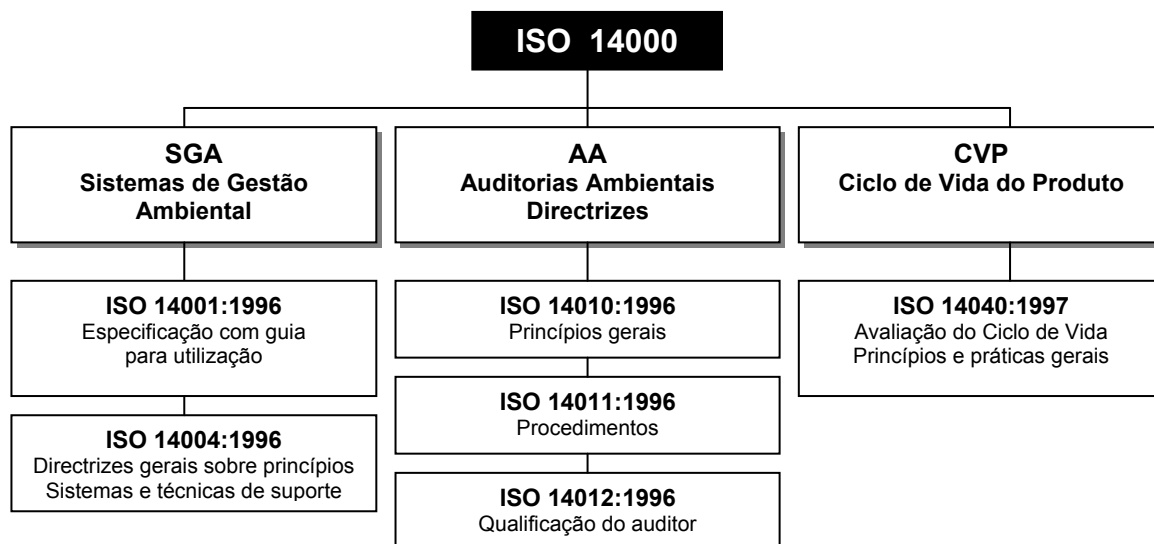 ISO 14000
SGA
Sistemas de Gestão
Ambiental
AA
Auditorias Ambientais
Directrizes
CVP
Ciclo de Vida do Produto
ISO 14001:1996
Especificação com guia
para utilização
ISO 14004:1996
Directrizes gerais sobre princípios
Sistemas e técnicas de suporte
ISO 14010:1996
Princípios gerais
ISO 14011:1996
Procedimentos
ISO 14012:1996
Qualificação do auditor
ISO 14040:1997
Avaliação do Ciclo de Vida
Princípios e práticas gerais